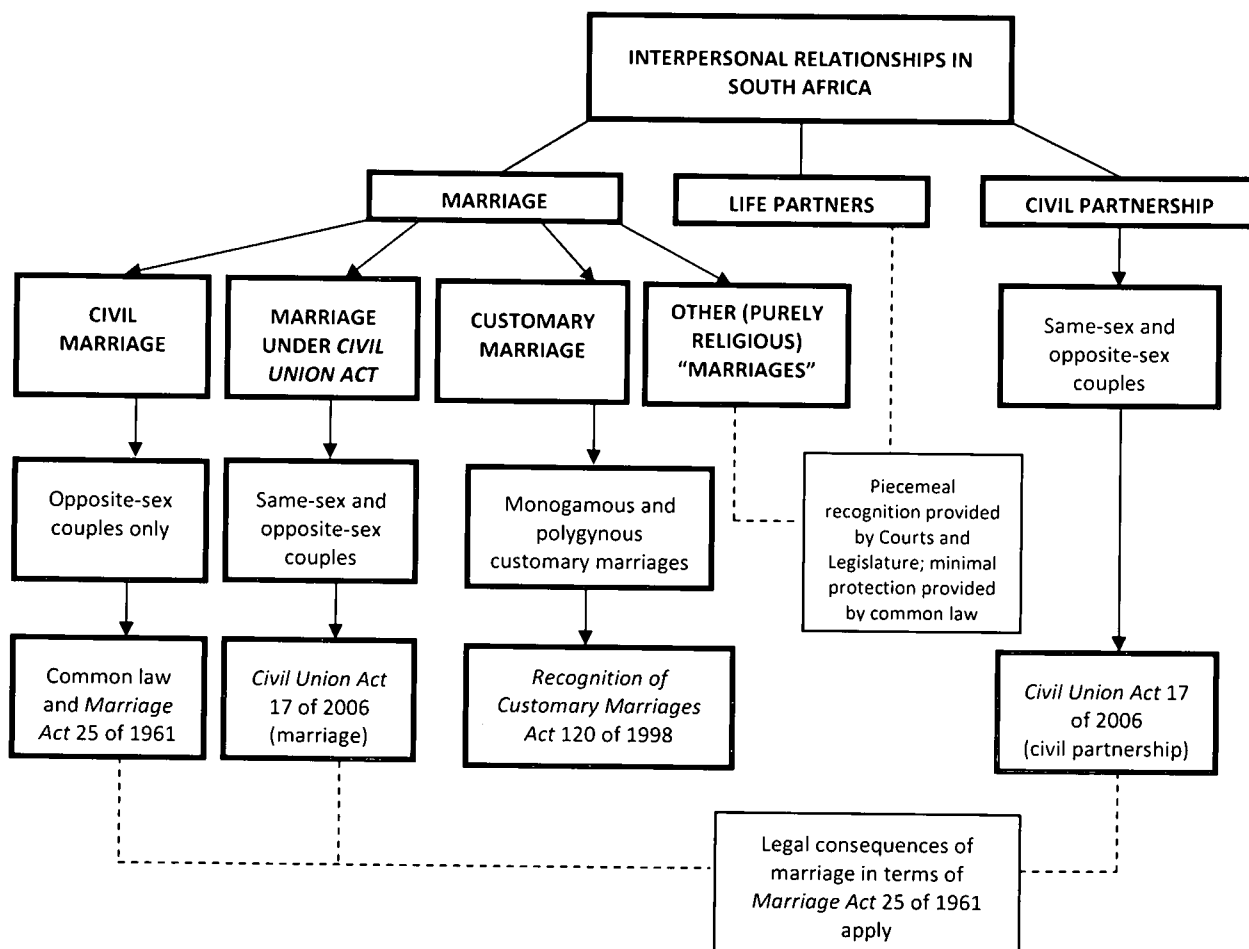 INTERPERSONAL RELATIONSHIPS IN
SOUTH AFRICA
MARRIAGE
LIFE PARTNERS
CIVIL PARTNERSHIP
CIVIL
MARRIAGE
MARRIAGE
UNDER CIVIL
UNION ACT
CUSTOMARY
MARRIAGE
OTHER (PURELY
RELIGIOUS)
“MARRIAGES”
Same-sex and
opposite-sex
couples
Opposite-sex
couples only
Same-sex and
opposite-sex
couples
Monogamous and
polygynous
customary marriages
Piecemeal
recognition provided
by Courts and
Legislature; minimal
protection provided
by common law
Common law
and Marriage
Act 25 of 1961
Civil Union Act
17 of 2006
(marriage)
Recognition of
Customary Marriages
Act 120 of 1998
Civil Union Act 17
of 2006
(civil partnership)
Legal consequences of
marriage in terms of
Marriage Act 25 of 1961
apply